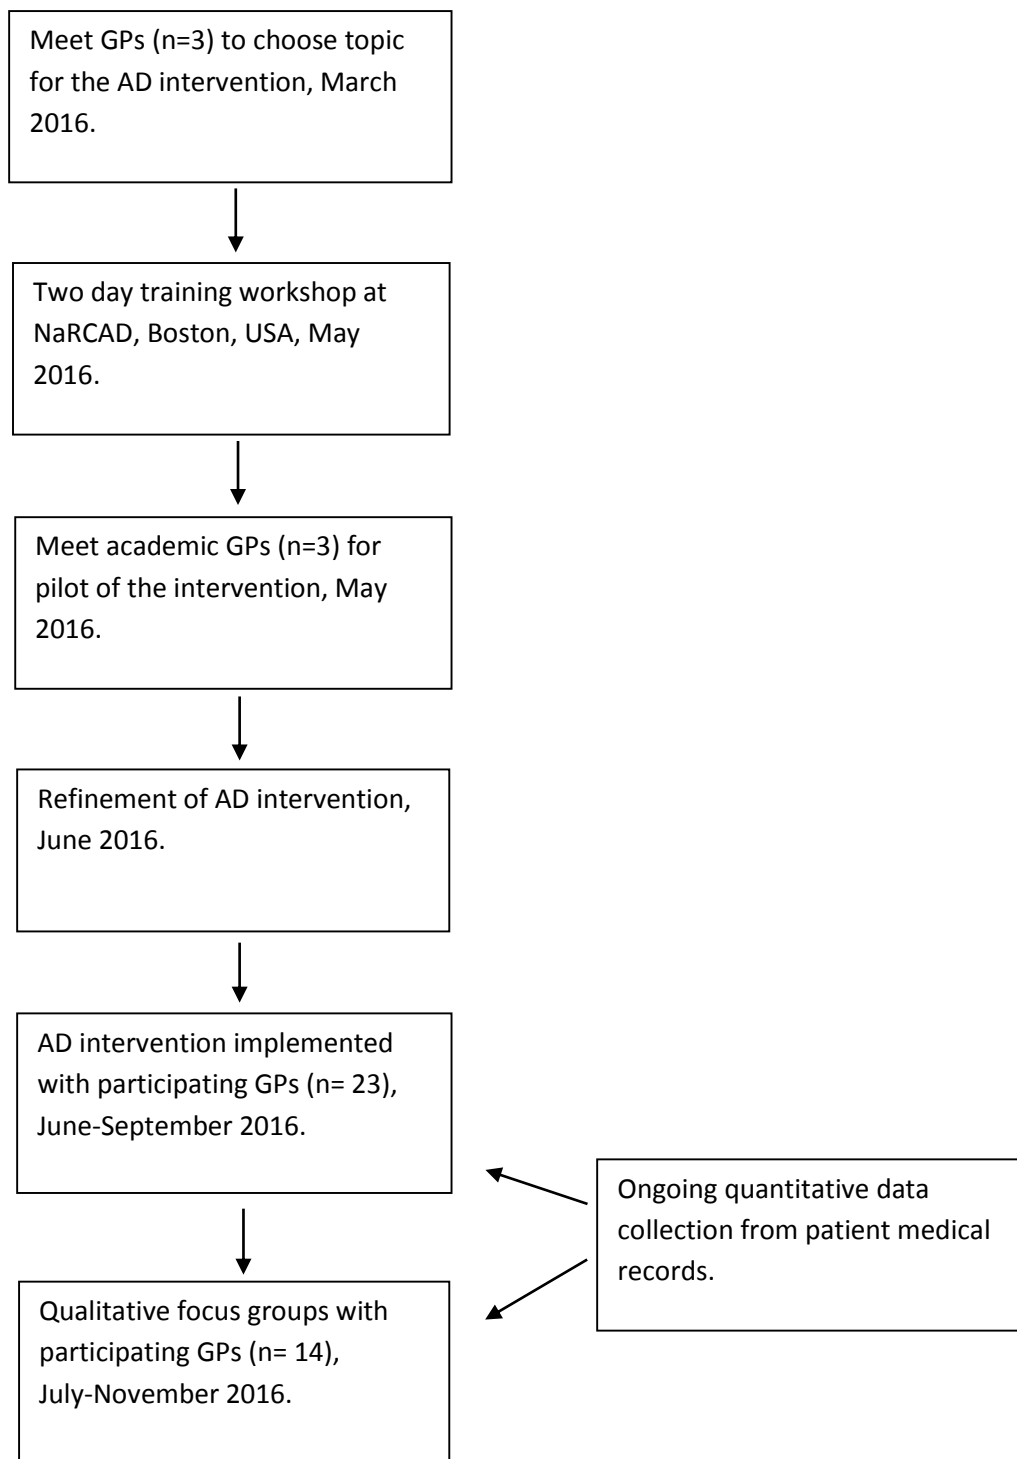 Meet GPs (n=3) to choose topic
for the AD intervention, March
2016.
Two day training workshop at
NaRCAD, Boston, USA, May
2016.
Meet academic GPs (n=3) for
pilot of the intervention, May
2016.
Refinement of AD intervention,
June 2016.
AD intervention implemented
with participating GPs (n= 23),
June-September 2016.
Ongoing quantitative data
collection from patient medical
records.
Qualitative focus groups with
participating GPs (n= 14),
July-November 2016.